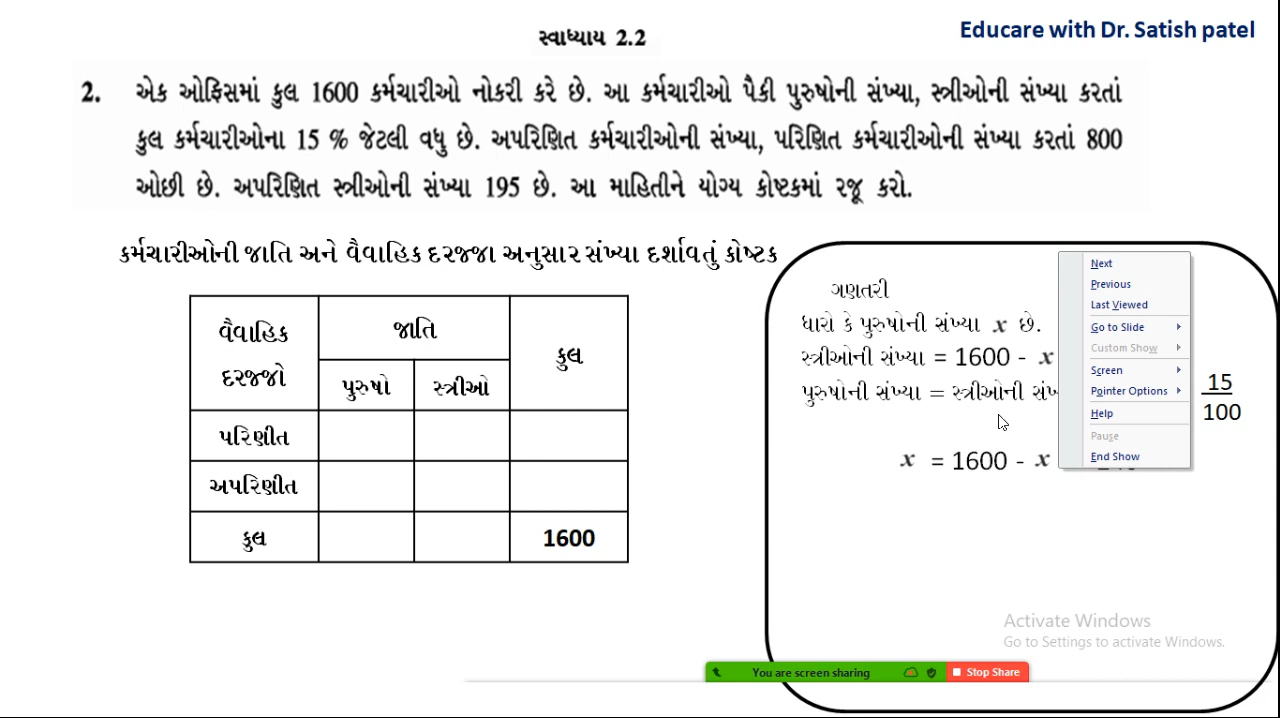 સ્વાધ્યાય 2.2
Educare with Dr. Satish patel
2. એક ઓફિસમાં કુલ 1600 કર્મચારીઓ નોકરી કરે છે. આ કર્મચારીઓ પૈકી પુરુષોની સંખ્યા, સ્ત્રીઓની સંખ્યા કરતાં
કુલ કર્મચારીઓના 15 % જેટલી વધુ છે. અપરિણિત કર્મચારીઓની સંખ્યા, પરિણિત કર્મચારીઓની સંખ્યા કરતાં 800
ઓછી છે. અપરિણિત સ્ત્રીઓની સંખ્યા 195 છે. આ માહિતીને યોગ્ય કોષ્ટકમાં રજૂ કરો.
કર્મચારીઓની જાતિ અને વૈવાહિક દરજ્જા અનુસાર સંખ્યા દર્શાવતું કોષ્ટક
વૈવાહિક
દરજ્જો
જાતિ
કુલ
પુરુષો સ્ત્રીઓ
પરિણીત
અપરિણીત
કુલ 1600
ગણતરી
ધારો કે પુરુષોની સંખ્યા x છે.
સ્ત્રીઓની સંખ્યા = 1600 - x
પુરુષોની સંખ્યા = સ્ત્રીઓની
15
100
x = 1600 - x
Next
Previous
Last Viewed
Go to Slide
Custom Show
Screen
Pointer Options
Help
Pause
End Show
Activate Windows
Go to Settings to activate Windows.
You are screen sharing
Stop Share